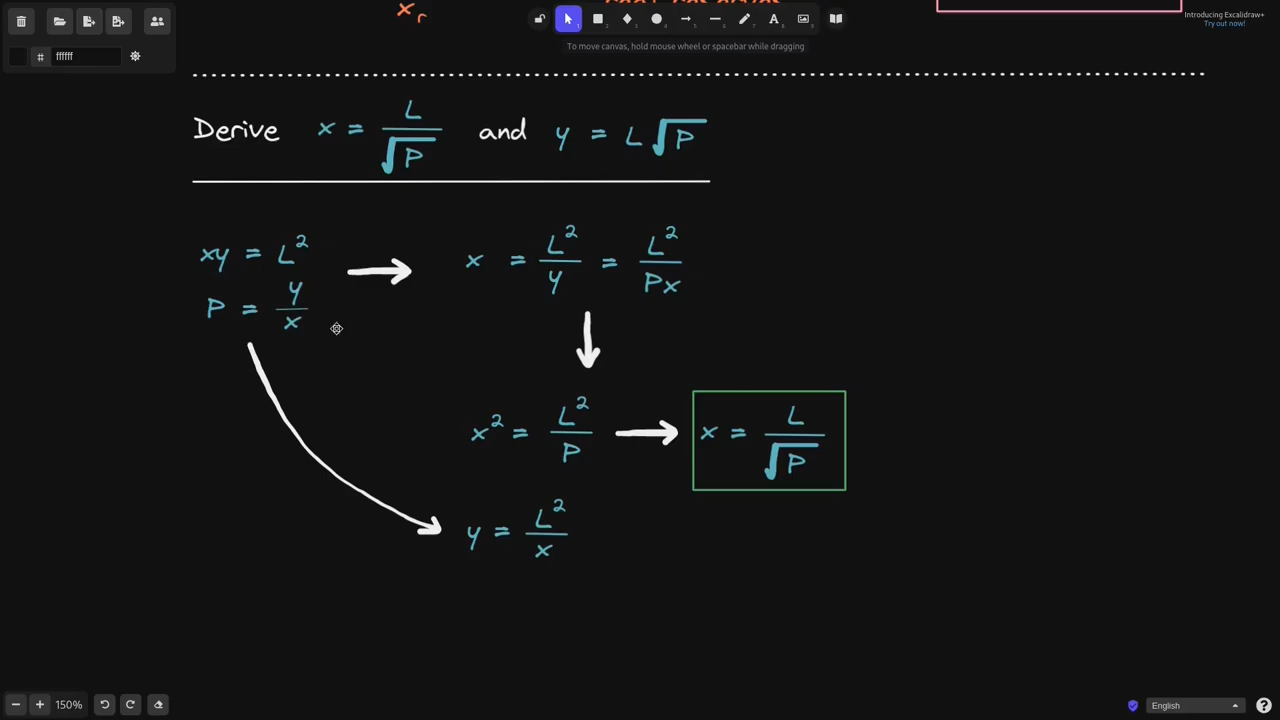 x_r
Introducing Excalidraw+
Try out now!
# ffffff
To move canvas, hold mouse wheel or spacebar while dragging
Derive x = L/√P and y = L√P
xy = L²
P = y/x
x = L²/y = L²/Px
x² = L²/P
x = L/√P
y = L²/x
150%
English